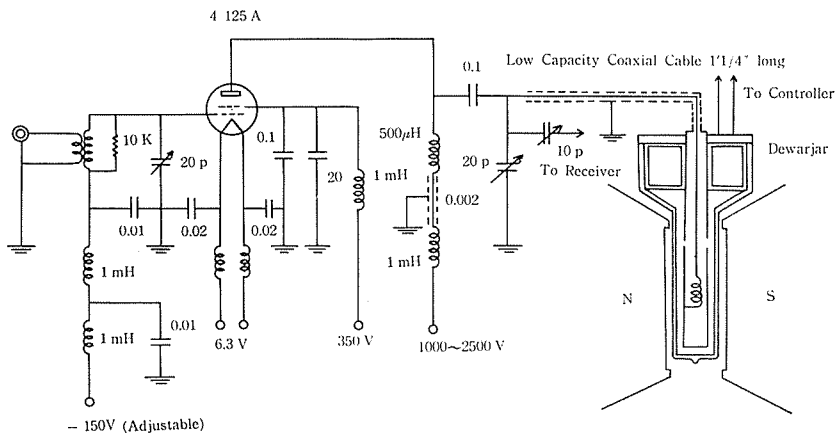 4 125 A
0.1
Low Capacity Coaxial Cable 1'1/4" long
To Controller
Dewarjar
10 K
20 p
0.1
20
500μH
1 mH
0.002
1 mH
20 p
10 p
To Receiver
0.01
0.02
0.02
1 mH
1 mH
0.01
6.3 V
350 V
1000~2500 V
N
S
– 150V (Adjustable)